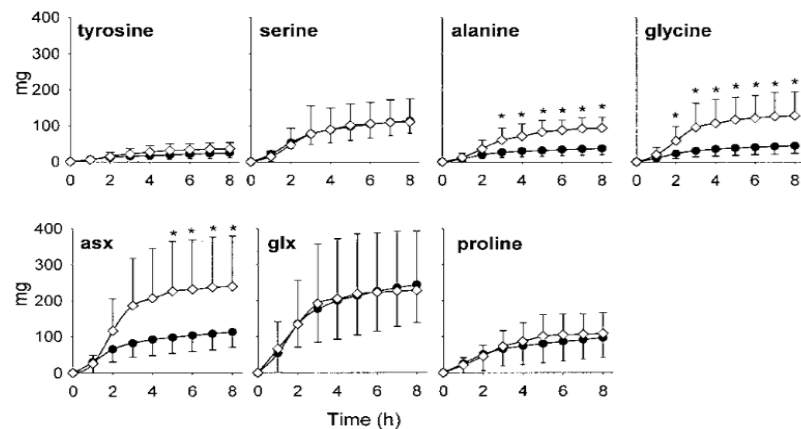 tyrosine serine alanine glycine
400
300
200
100
0
mg
* * * * * *
* * * * * * *
0 2 4 6 8 0 2 4 6 8 0 2 4 6 8 0 2 4 6 8
asx glx proline
400
300
200
100
0
mg
* * * *
0 2 4 6 8 0 2 4 6 8 0 2 4 6 8
Time (h)